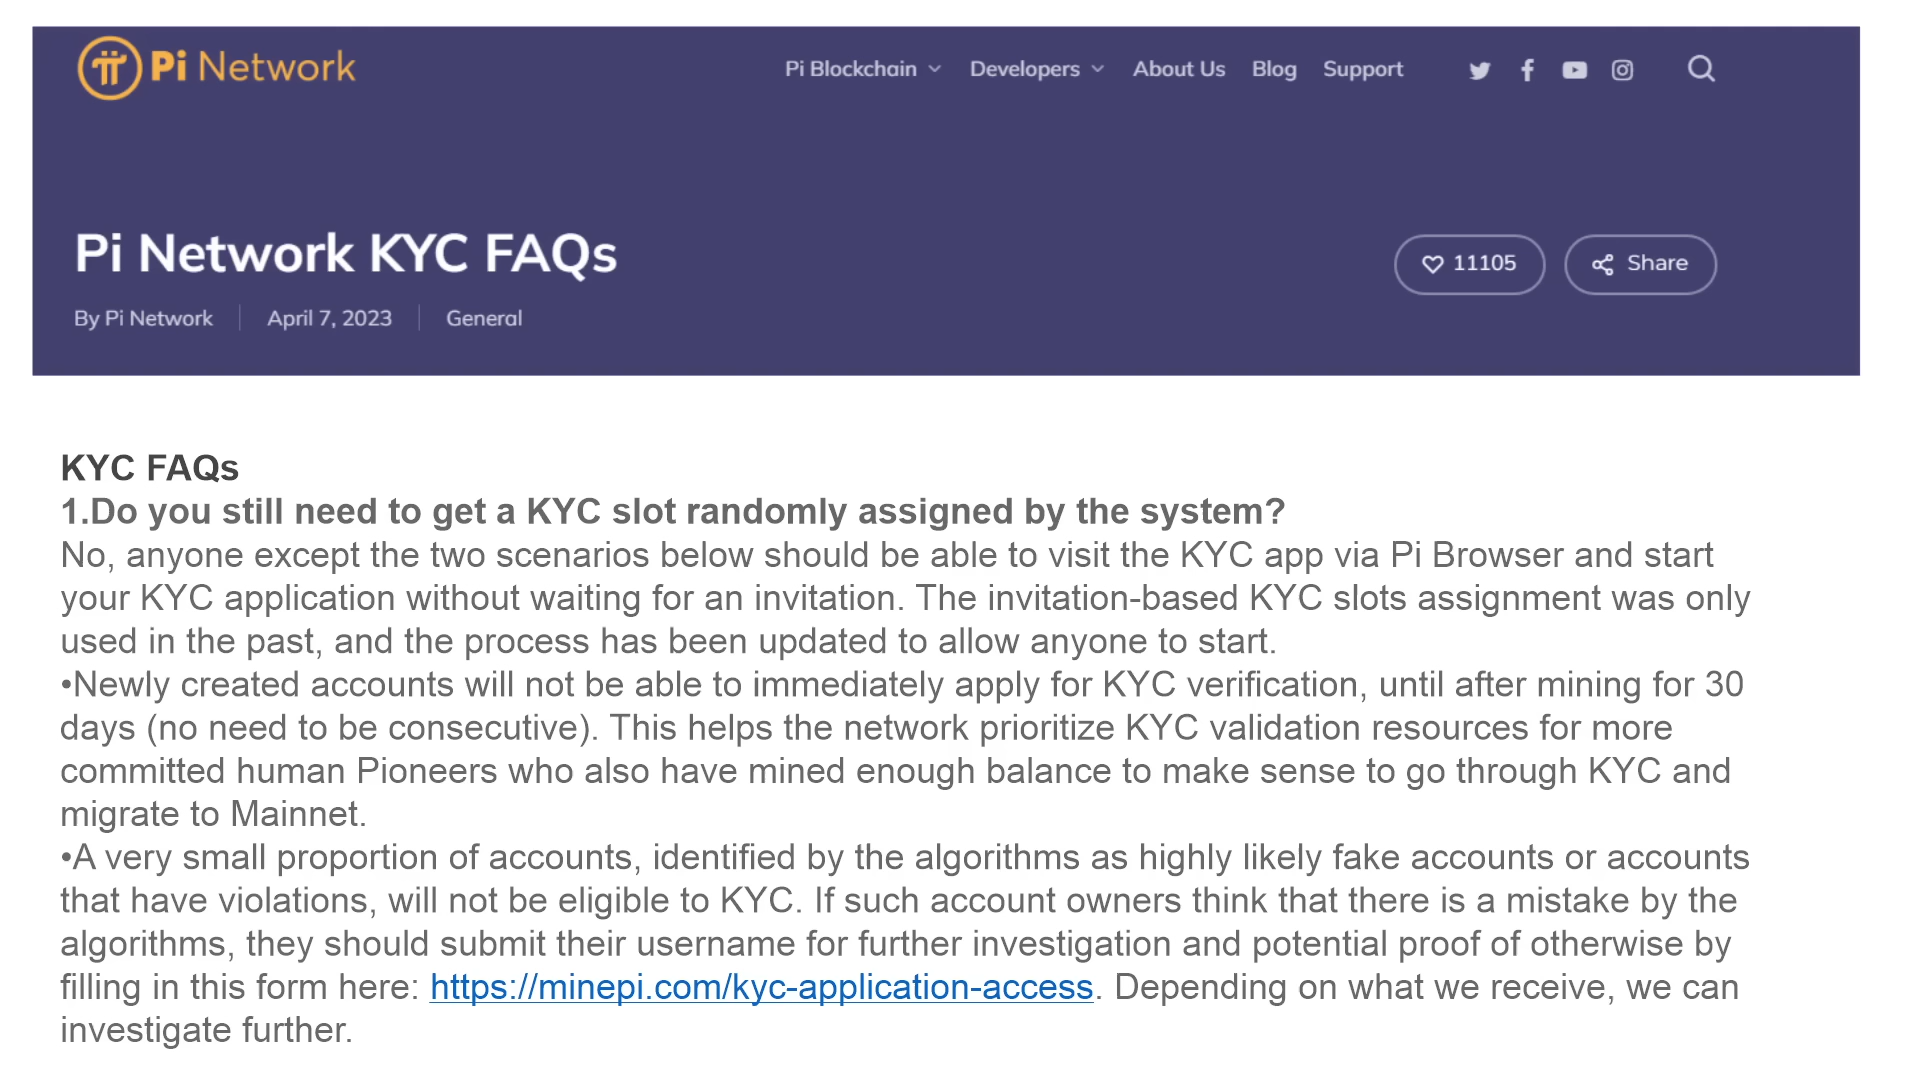 Pi Network
Pi Blockchain Developers About Us Blog Support
Pi Network KYC FAQs
11105 Share
By Pi Network April 7, 2023 General
KYC FAQs
1.Do you still need to get a KYC slot randomly assigned by the system?
No, anyone except the two scenarios below should be able to visit the KYC app via Pi Browser and start
your KYC application without waiting for an invitation. The invitation-based KYC slots assignment was only
used in the past, and the process has been updated to allow anyone to start.
•Newly created accounts will not be able to immediately apply for KYC verification, until after mining for 30
days (no need to be consecutive). This helps the network prioritize KYC validation resources for more
committed human Pioneers who also have mined enough balance to make sense to go through KYC and
migrate to Mainnet.
•A very small proportion of accounts, identified by the algorithms as highly likely fake accounts or accounts
that have violations, will not be eligible to KYC. If such account owners think that there is a mistake by the
algorithms, they should submit their username for further investigation and potential proof of otherwise by
filling in this form here: https://minepi.com/kyc-application-access. Depending on what we receive, we can
investigate further.